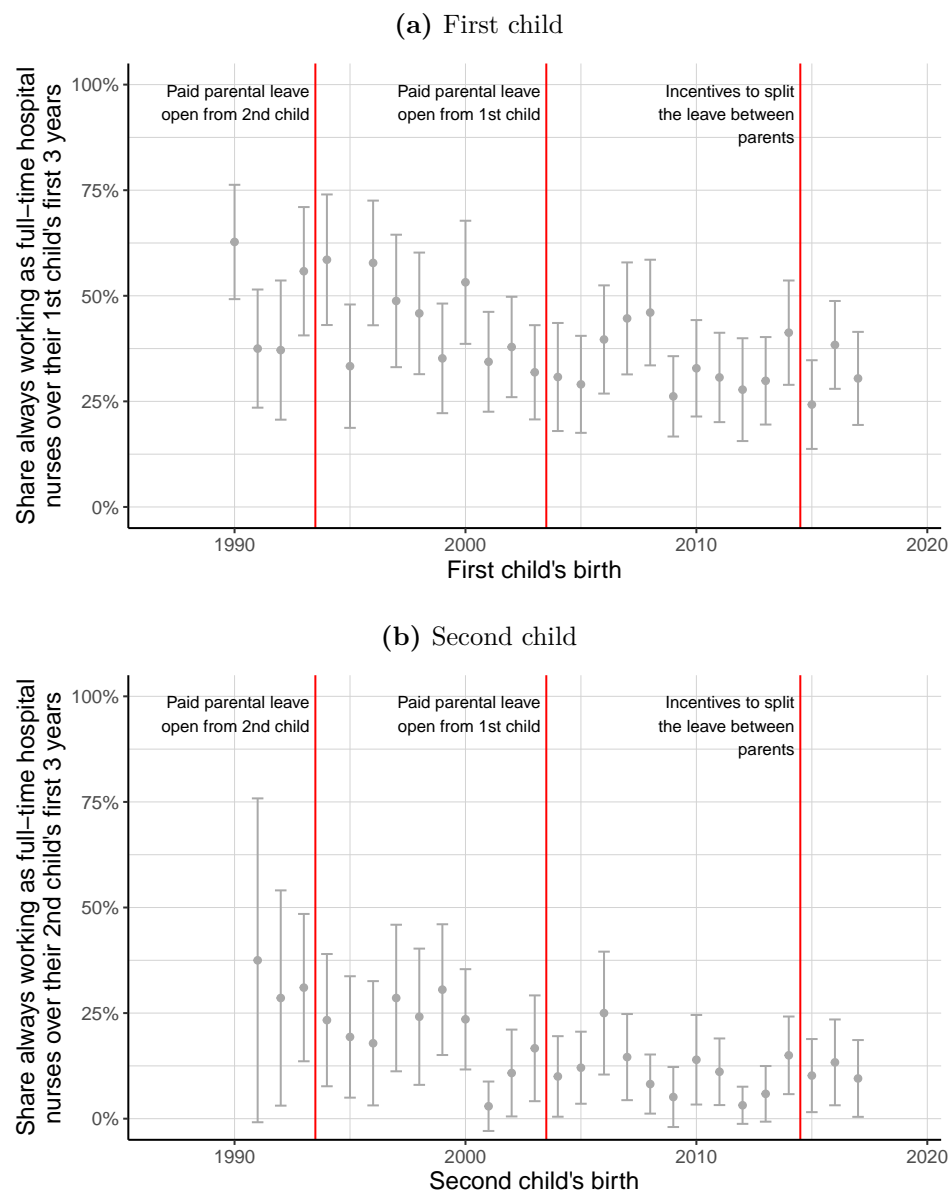 (a) First child
Share always working as full−time hospital
nurses over their 1st child's first 3 years
100%
75%
50%
25%
0%
Paid parental leave
open from 2nd child
Paid parental leave
open from 1st child
Incentives to split
the leave between
parents
1990
2000
2010
2020
First child's birth
(b) Second child
Share always working as full−time hospital
nurses over their 2nd child's first 3 years
100%
75%
50%
25%
0%
Paid parental leave
open from 2nd child
Paid parental leave
open from 1st child
Incentives to split
the leave between
parents
1990
2000
2010
2020
Second child's birth